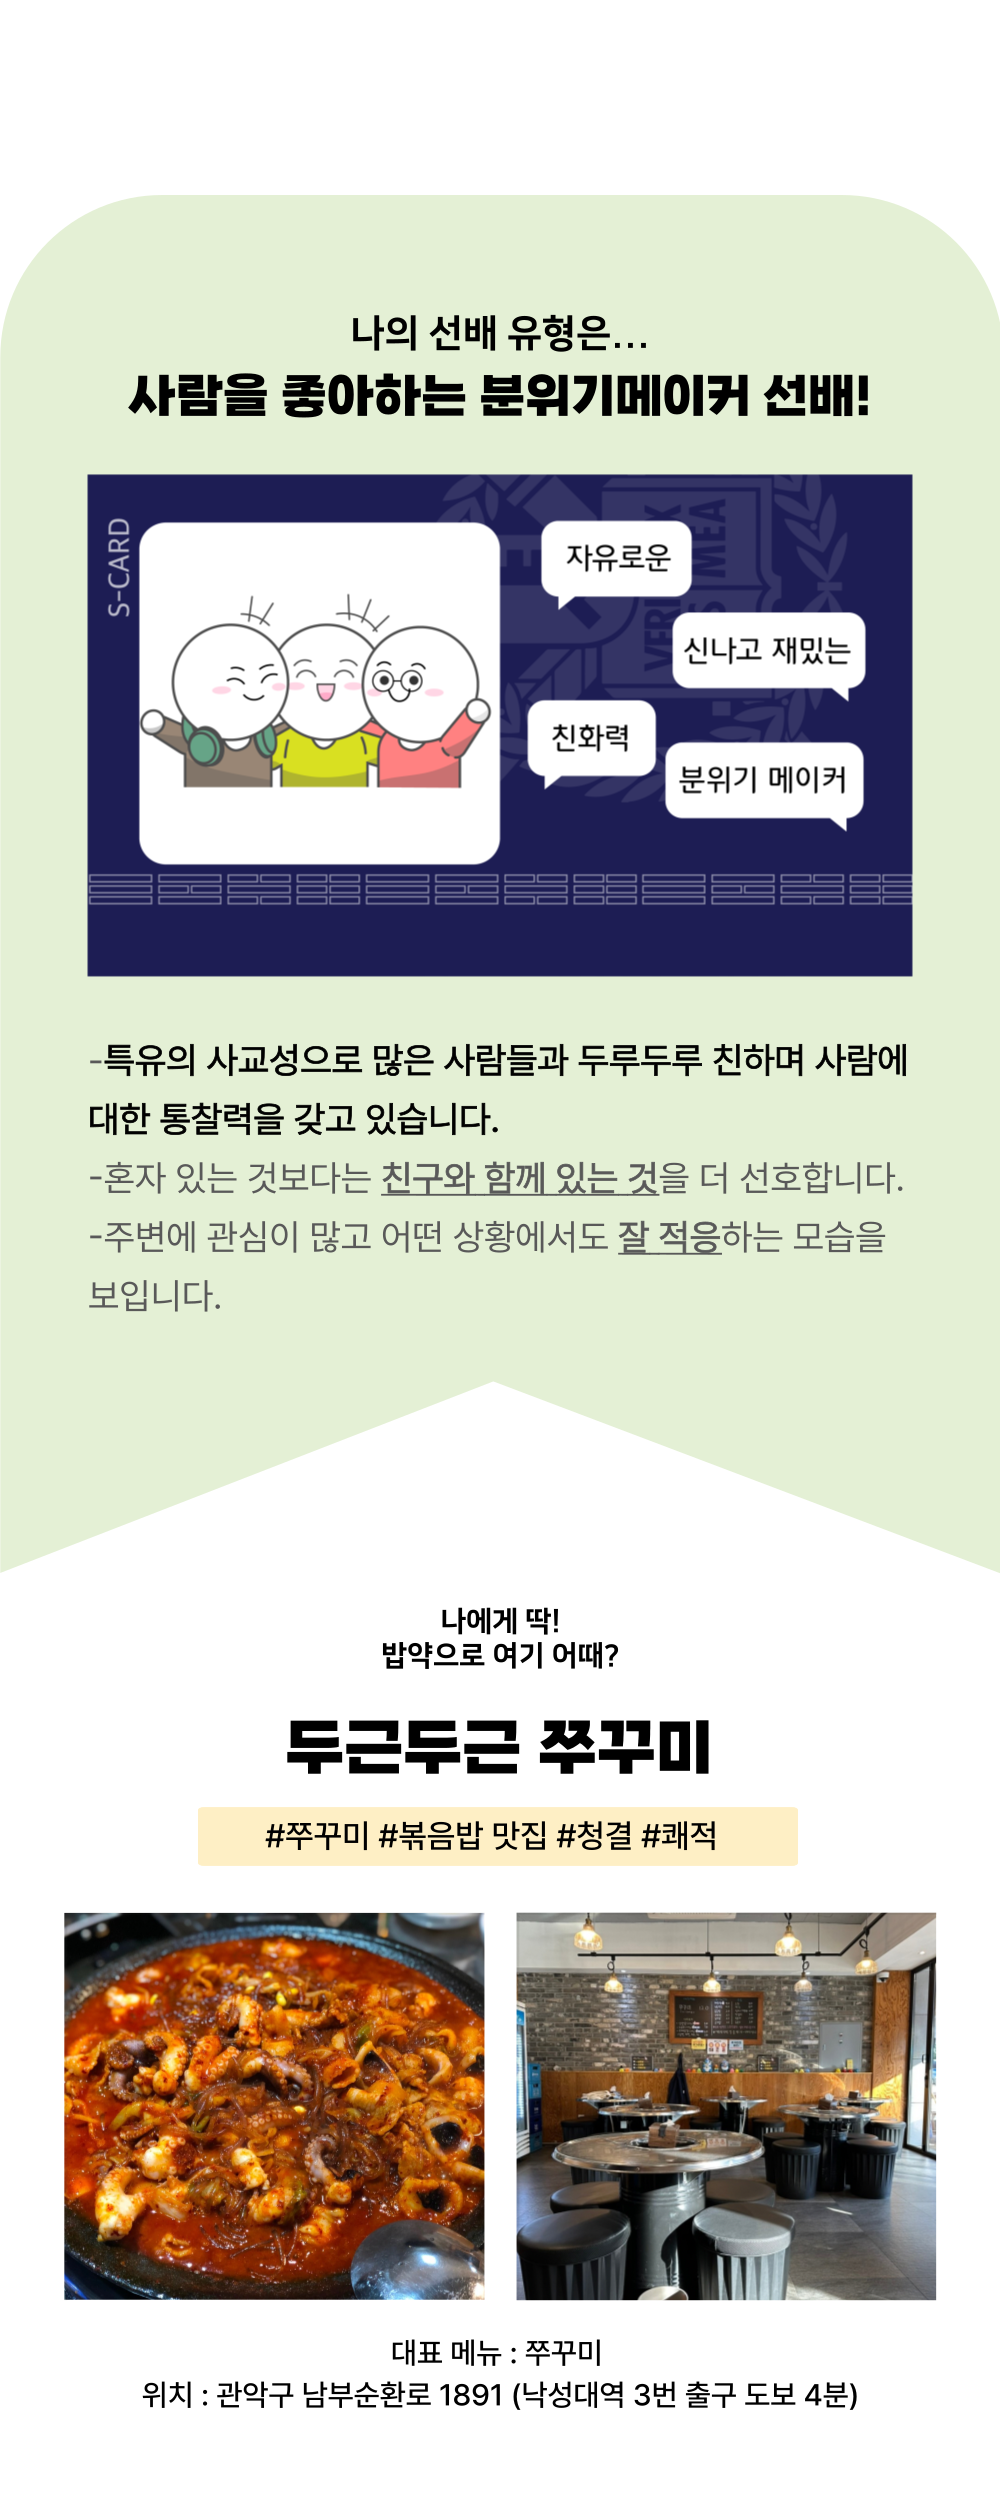 나의 선배 유형은...
사람을 좋아하는 분위기메이커 선배!
S-CARD
자유로운
신나고 재밌는
친화력
분위기 메이커
VERI
MEA
-특유의 사교성으로 많은 사람들과 두루두루 친하며 사람에
대한 통찰력을 갖고 있습니다.
-혼자 있는 것보다는 친구와 함께 있는 것을 더 선호합니다.
-주변에 관심이 많고 어떤 상황에서도 잘 적응하는 모습을
보입니다.
나에게 딱!
밥약으로 여기 어때?
두근두근 쭈꾸미
#쭈꾸미 #볶음밥 맛집 #청결 #쾌적
대표 메뉴 : 쭈꾸미
위치 : 관악구 남부순환로 1891 (낙성대역 3번 출구 도보 4분)